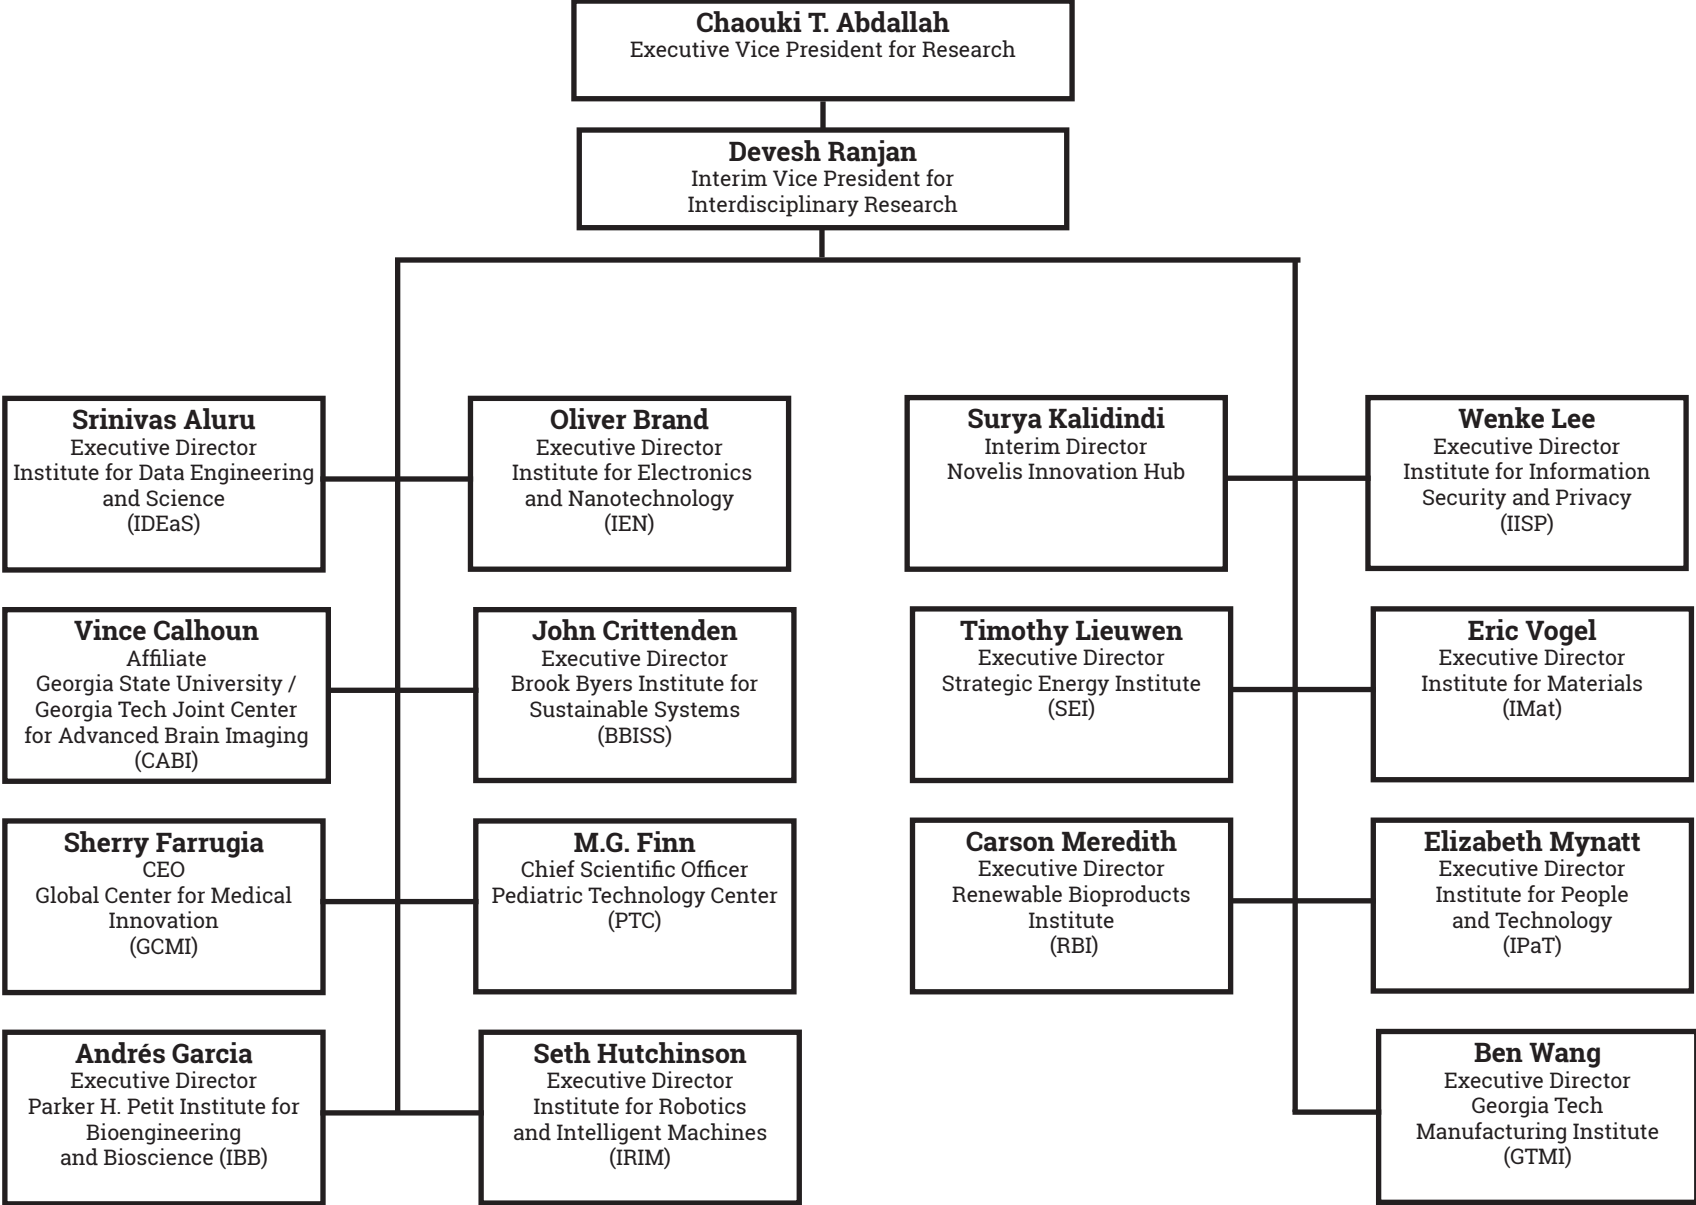 Chaouki T. Abdallah
Executive Vice President for Research
Devesh Ranjan
Interim Vice President for
Interdisciplinary Research
Srinivas Aluru
Executive Director
Institute for Data Engineering
and Science
(IDEaS)
Oliver Brand
Executive Director
Institute for Electronics
and Nanotechnology
(IEN)
Surya Kalidindi
Interim Director
Novelis Innovation Hub
Wenke Lee
Executive Director
Institute for Information
Security and Privacy
(IISP)
Vince Calhoun
Affiliate
Georgia State University /
Georgia Tech Joint Center
for Advanced Brain Imaging
(CABI)
John Crittenden
Executive Director
Brook Byers Institute for
Sustainable Systems
(BBISS)
Timothy Lieuwen
Executive Director
Strategic Energy Institute
(SEI)
Eric Vogel
Executive Director
Institute for Materials
(IMat)
Sherry Farrugia
CEO
Global Center for Medical
Innovation
(GCMI)
M.G. Finn
Chief Scientific Officer
Pediatric Technology Center
(PTC)
Carson Meredith
Executive Director
Renewable Bioproducts
Institute
(RBI)
Elizabeth Mynatt
Executive Director
Institute for People
and Technology
(IPaT)
Andrés Garcia
Executive Director
Parker H. Petit Institute for
Bioengineering
and Bioscience (IBB)
Seth Hutchinson
Executive Director
Institute for Robotics
and Intelligent Machines
(IRIM)
Ben Wang
Executive Director
Georgia Tech
Manufacturing Institute
(GTMI)